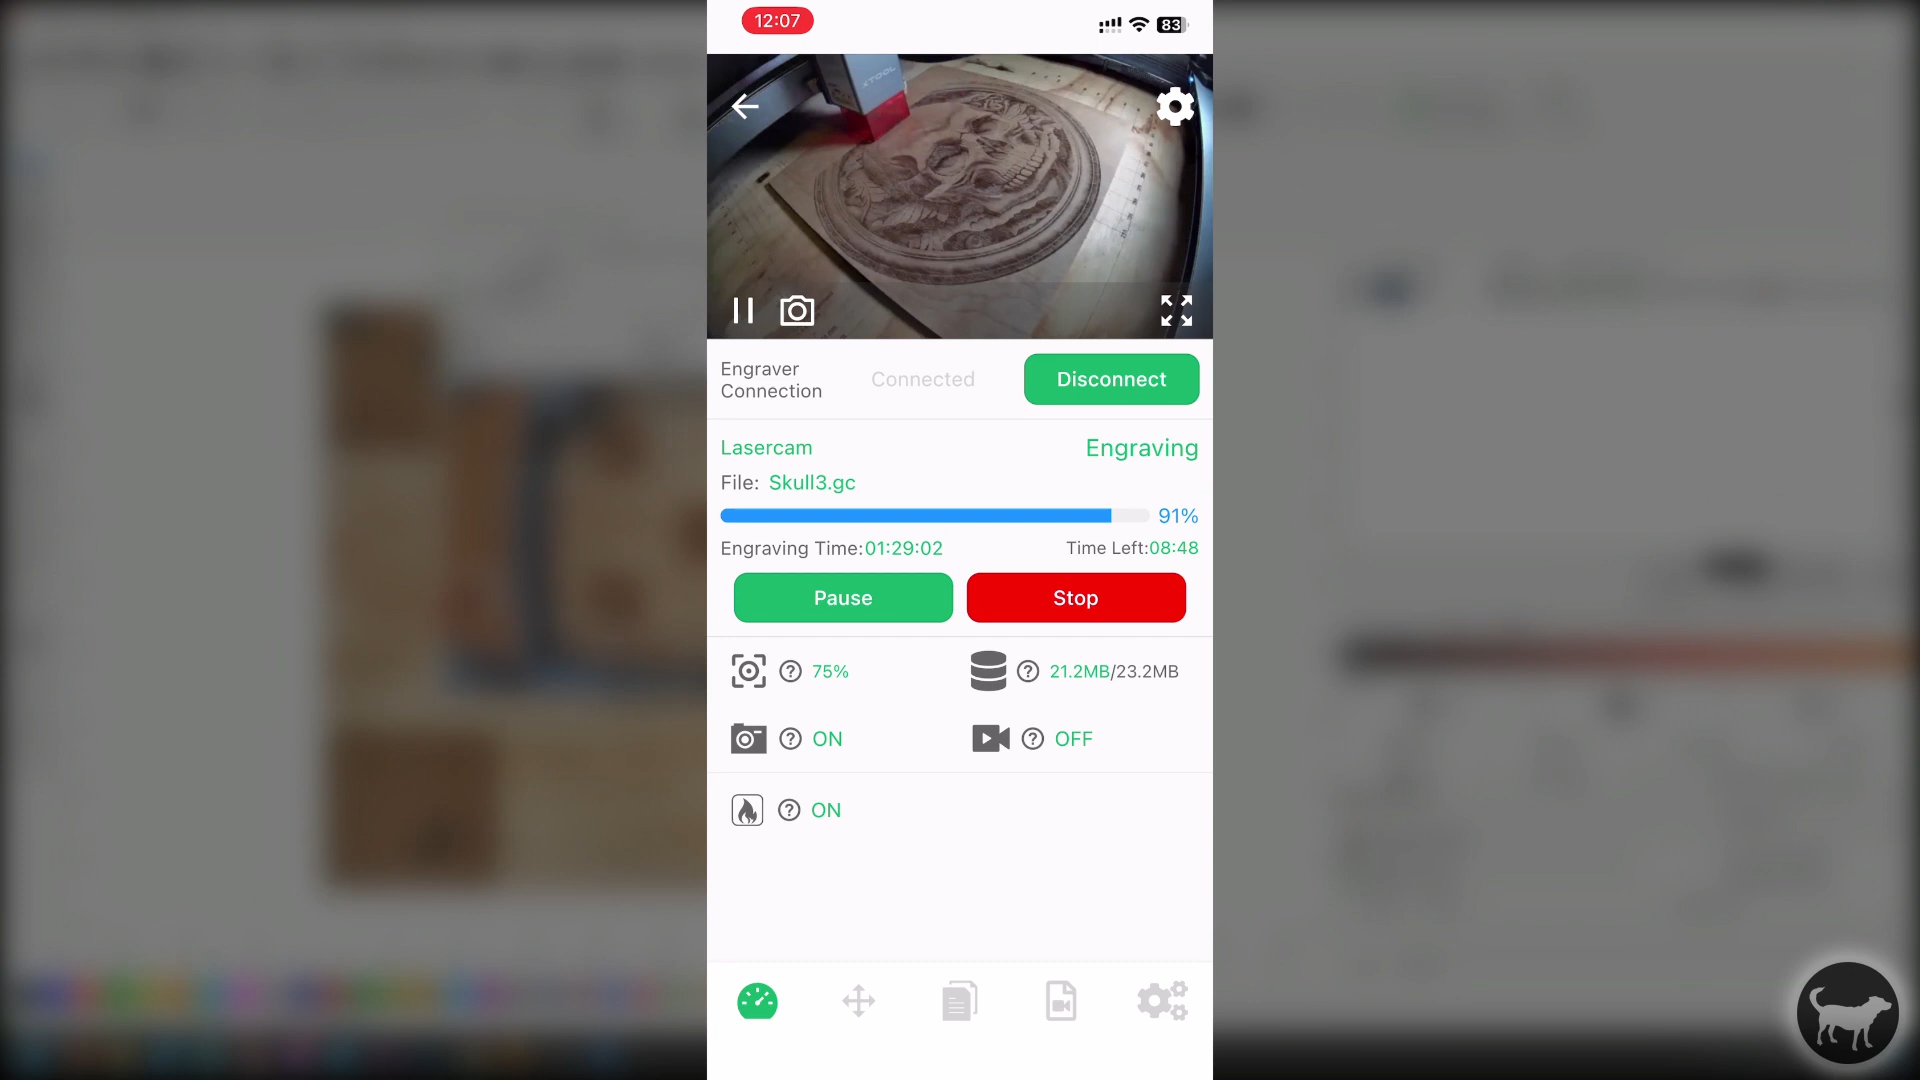 12:07
83
XTOOL
Engraver
Connection
Connected
Disconnect
Lasercam
Engraving
File: Skull3.gc
91%
Engraving Time:01:29:02
Time Left:08:48
Pause
Stop
? 75%
? 21.2MB/23.2MB
? ON
? OFF
? ON